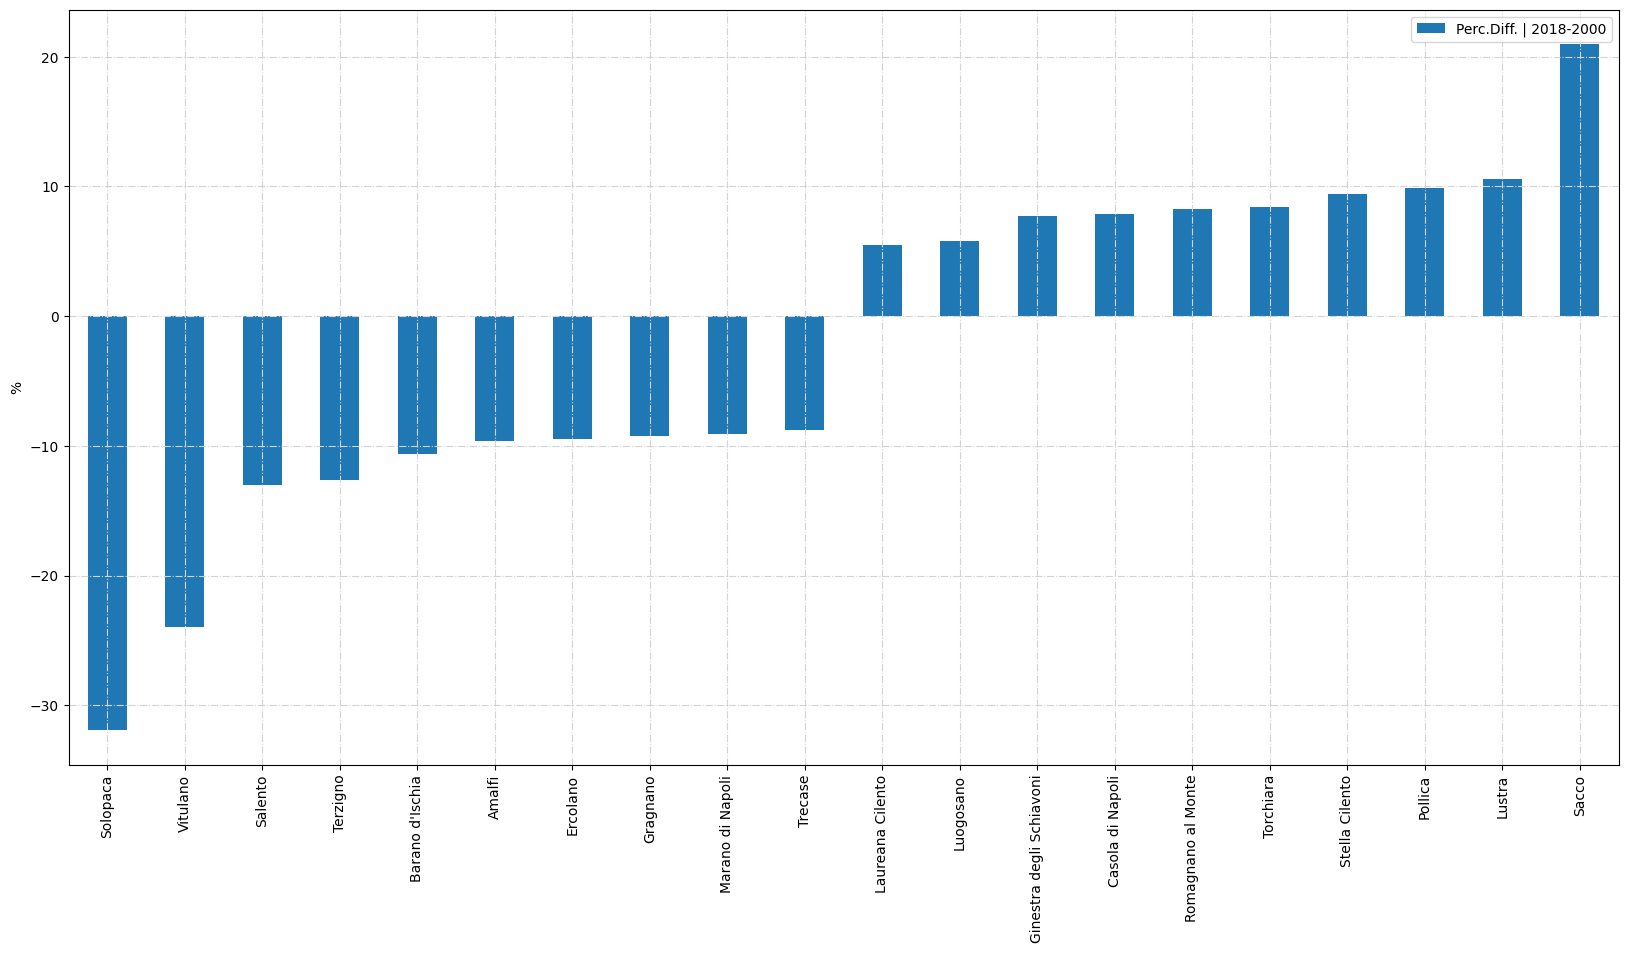 Perc.Diff. | 2018-2000
20
10
0
−10
−20
−30
%
Solopaca
Vitulano
Salento
Terzigno
Barano d'Ischia
Amalfi
Ercolano
Gragnano
Marano di Napoli
Trecase
Laureana Cilento
Luogosano
Ginestra degli Schiavoni
Casola di Napoli
Romagnano al Monte
Torchiara
Stella Cilento
Pollica
Lustra
Sacco